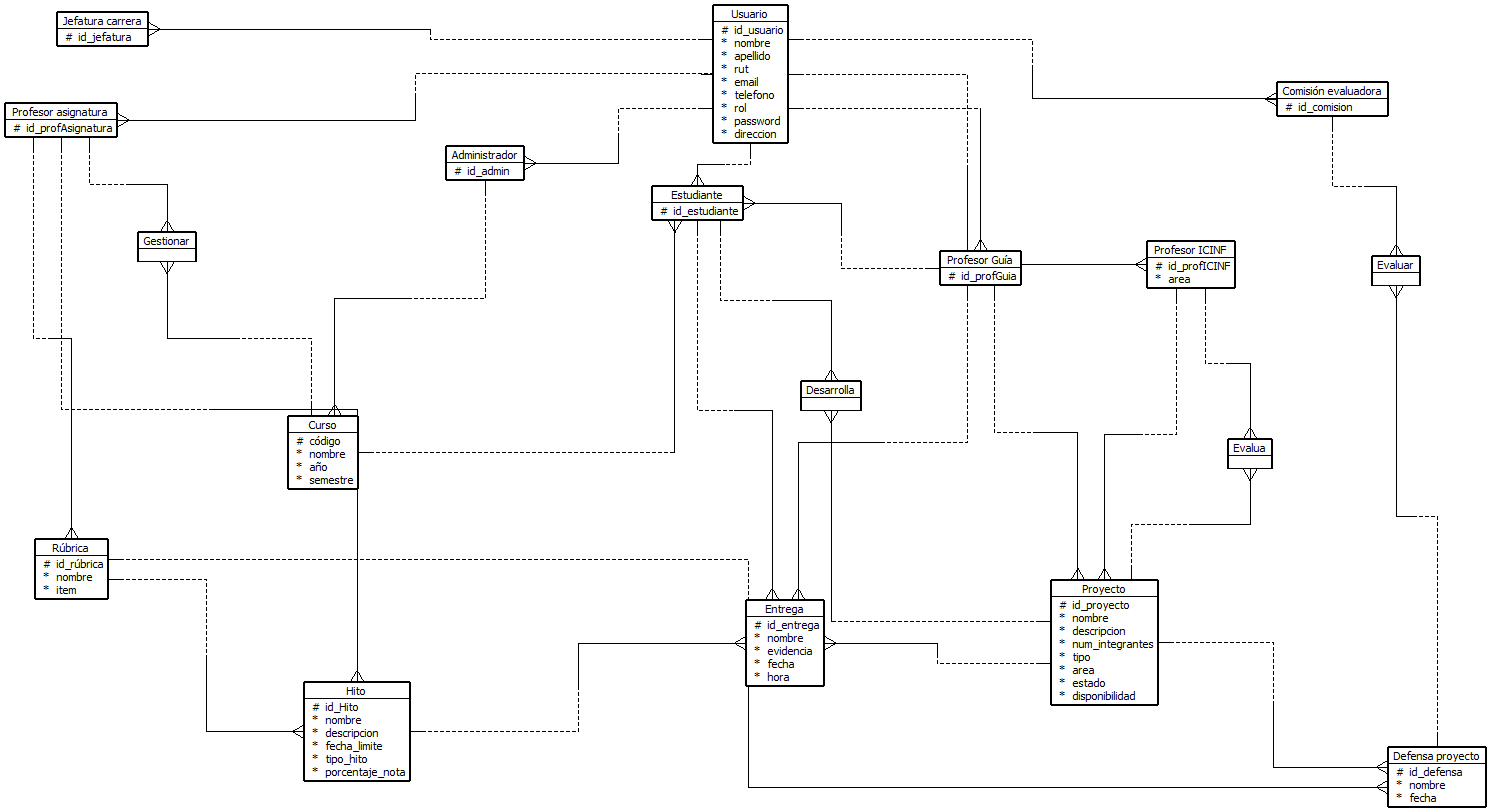 Jefatura carrera
# id_jefatura
Usuario
# id_usuario
* nombre
* apellido
* rut
* email
* telefono
* rol
* password
* direccion
Comisión evaluadora
# id_comision
Profesor asignatura
# id_profAsignatura
Administrador
# id_admin
Estudiante
# id_estudiante
Gestionar
Profesor Guía
# id_profGuia
Profesor ICINF
# id_profICINF
* area
Evaluar
Desarrolla
Curso
# código
* nombre
* año
* semestre
Evalua
Rúbrica
# id_rúbrica
* nombre
* item
Entrega
# id_entrega
* nombre
* evidencia
* fecha
* hora
Proyecto
# id_proyecto
* nombre
* descripcion
* num_integrantes
* tipo
* area
* estado
* disponibilidad
Hito
# id_Hito
* nombre
* descripcion
* fecha_limite
* tipo_hito
* porcentaje_nota
Defensa proyecto
# id_defensa
* nombre
* fecha